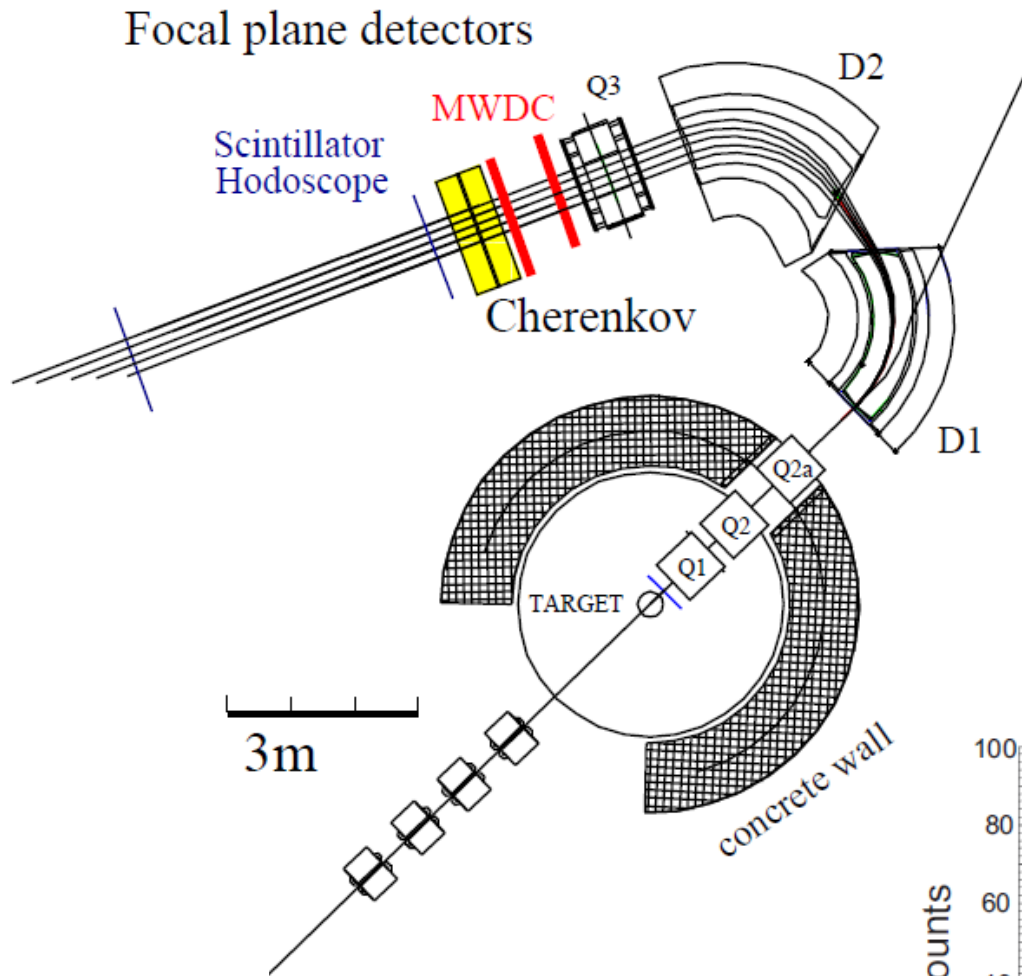 Focal plane detectors
D2
Q3
MWDC
Scintillator
Hodoscope
Cherenkov
D1
Q2a
Q2
Q1
TARGET
3m
concrete wall
100
80
60